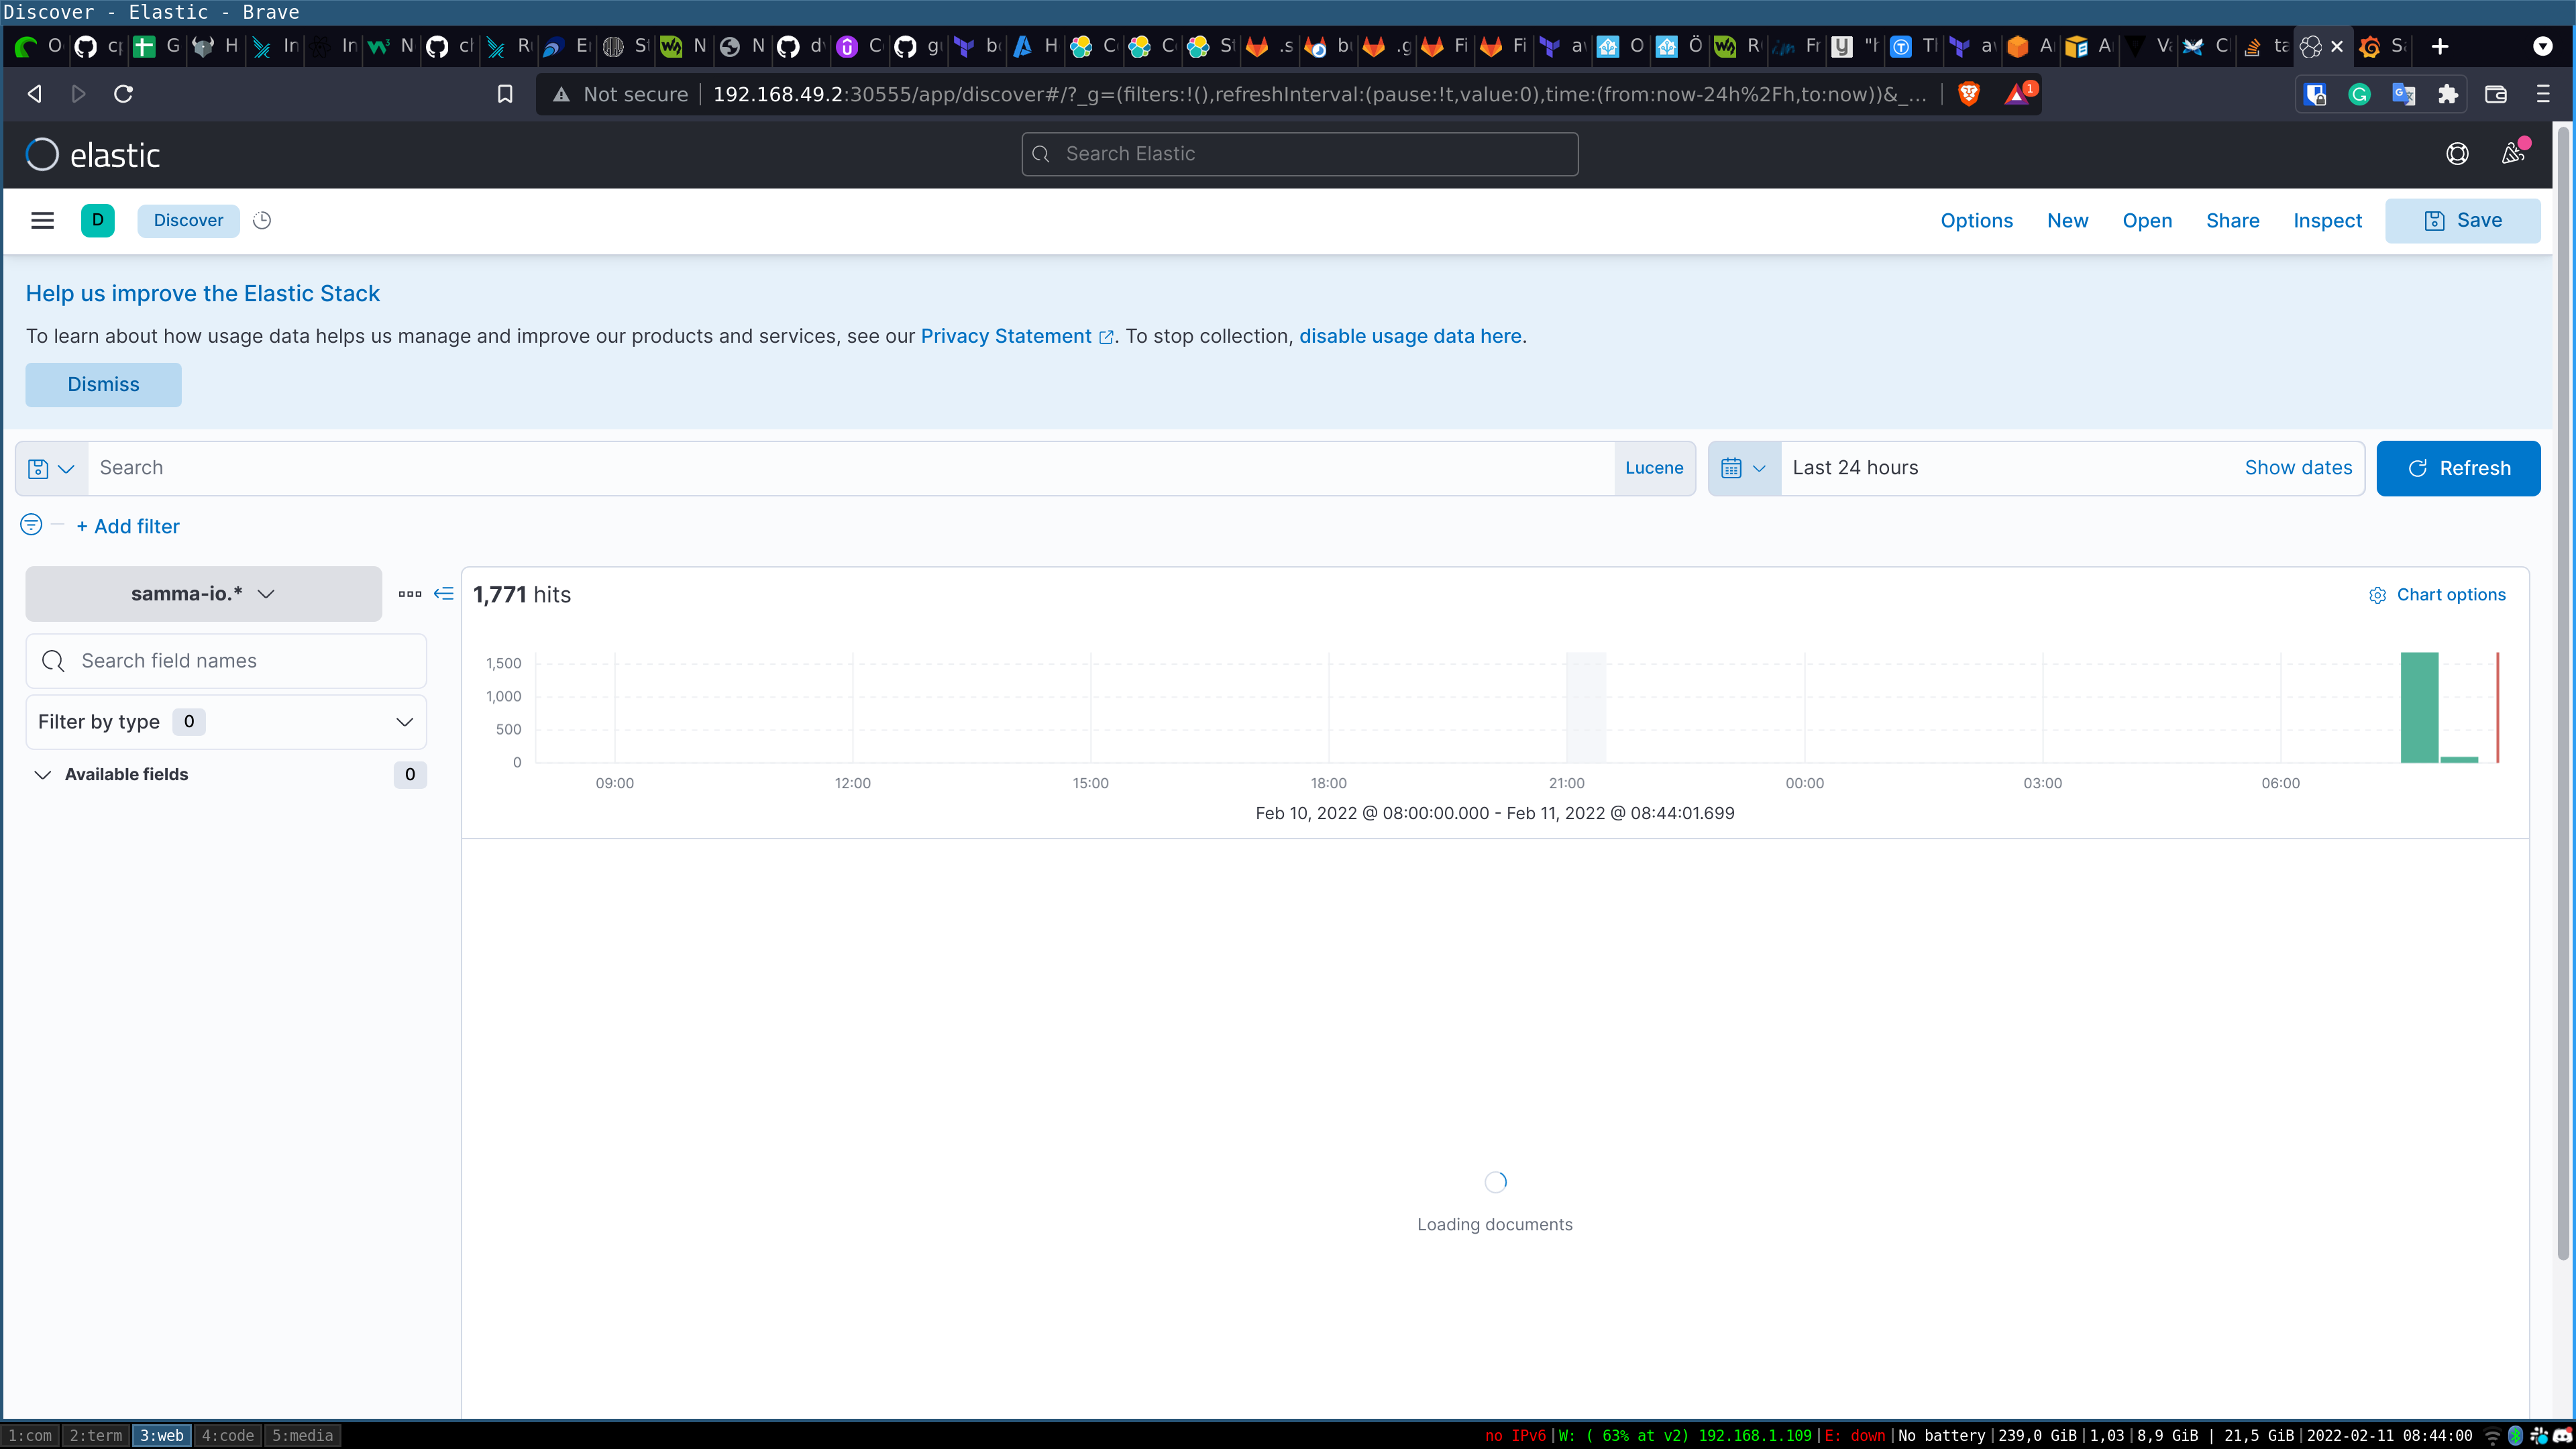 Discover - Elastic - Brave
Not secure 192.168.49.2:30555/app/discover#/?_g=(filters:!(),refreshInterval:(pause:!t,value:0),time:(from:now-24h%2Fh,to:now))&_... 1
elastic Search Elastic
D Discover Options New Open Share Inspect Save
Help us improve the Elastic Stack
To learn about how usage data helps us manage and improve our products and services, see our Privacy Statement. To stop collection, disable usage data here.
Dismiss
Search Lucene Last 24 hours Show dates Refresh
+ Add filter
samma-io.* 1,771 hits Chart options
Search field names
Filter by type 0
Available fields 0
1,500
1,000
500
0
09:00 12:00 15:00 18:00 21:00 00:00 03:00 06:00
Feb 10, 2022 @ 08:00:00.000 - Feb 11, 2022 @ 08:44:01.699
Loading documents
1:com 2:term 3:web 4:code 5:media no IPv6|W: ( 63% at v2) 192.168.1.109|E: down|No battery|239,0 GiB|1,03|8,9 GiB | 21,5 GiB|2022-02-11 08:44:00